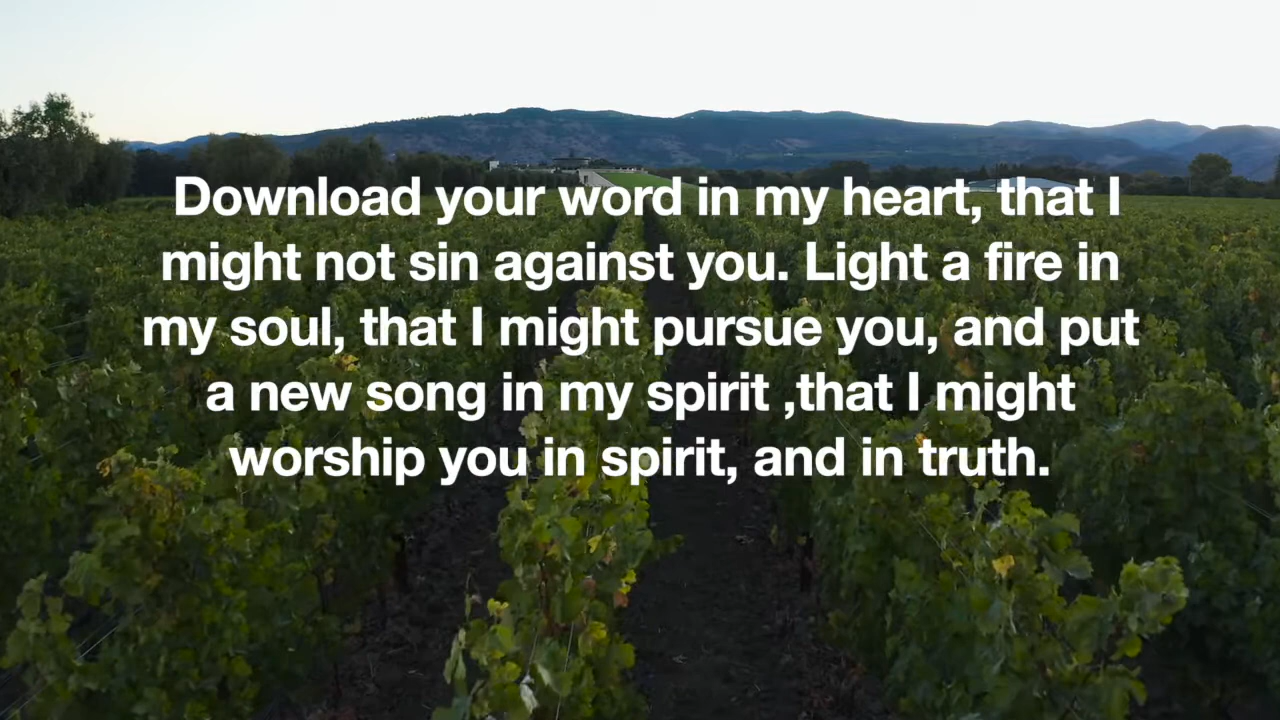 Download your word in my heart, that I
might not sin against you. Light a fire in
my soul, that I might pursue you, and put
a new song in my spirit ,that I might
worship you in spirit, and in truth.